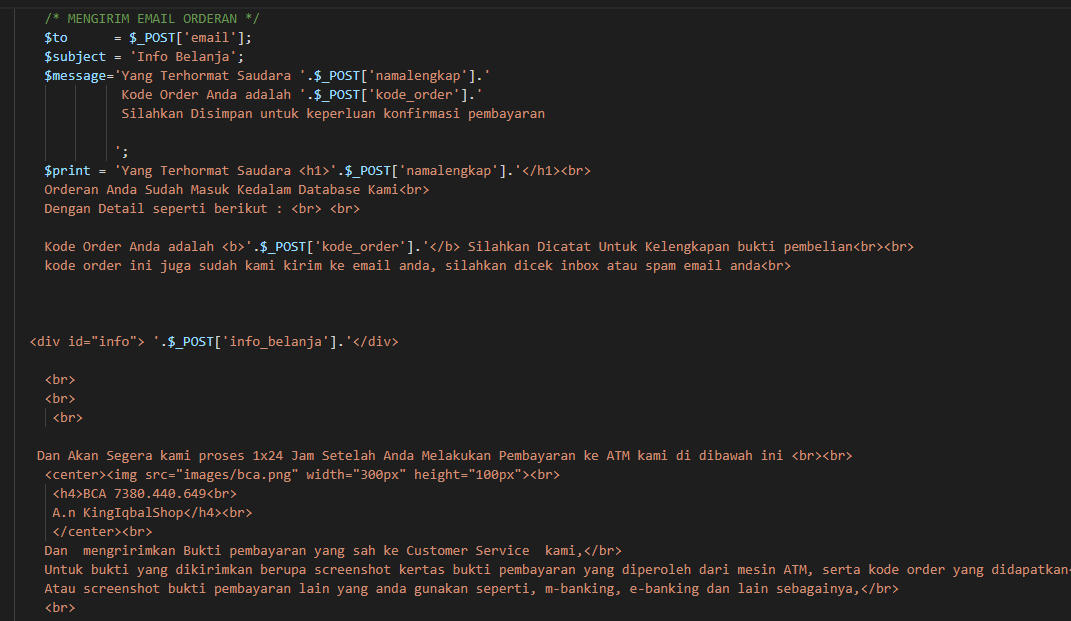 /* MENGIRIM EMAIL ORDERAN */
$to      = $_POST['email'];
$subject = 'Info Belanja';
$message='Yang Terhormat Saudara '.$_POST['namalengkap'].'
Kode Order Anda adalah '.$_POST['kode_order'].'
Silahkan Disimpan untuk keperluan konfirmasi pembayaran
';
$print = 'Yang Terhormat Saudara <h1>'.$_POST['namalengkap'].'</h1><br>
Orderan Anda Sudah Masuk Kedalam Database Kami<br>
Dengan Detail seperti berikut : <br> <br>
Kode Order Anda adalah <b>'.$_POST['kode_order'].'</b> Silahkan Dicatat Untuk Kelengkapan bukti pembelian<br><br>
kode order ini juga sudah kami kirim ke email anda, silahkan dicek inbox atau spam email anda<br>
<div id="info"> '.$_POST['info_belanja'].'</div>
<br>
<br>
<br>
Dan Akan Segera kami proses 1x24 Jam Setelah Anda Melakukan Pembayaran ke ATM kami di dibawah ini <br><br>
<center><img src="images/bca.png" width="300px" height="100px"><br>
<h4>BCA 7380.440.649<br>
A.n KingIqbalShop</h4><br>
</center><br>
Dan  mengririmkan Bukti pembayaran yang sah ke Customer Service  kami,</br>
Untuk bukti yang dikirimkan berupa screenshot kertas bukti pembayaran yang diperoleh dari mesin ATM, serta kode order yang didapatkan<
Atau screenshot bukti pembayaran lain yang anda gunakan seperti, m-banking, e-banking dan lain sebagainya,</br>
<br>